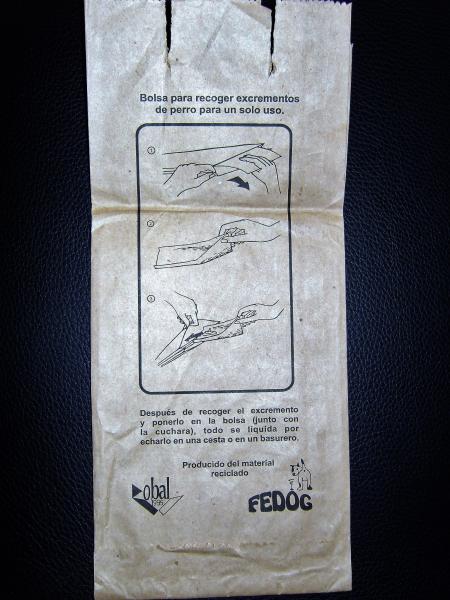 Bolsa para recoger excrementos
de perro para un solo uso.
1
2
3
Después de recoger el excremento
y ponerlo en la bolsa (junto con
la cuchara), todo se liquida por
echarlo en una cesta o en un basurero.
Producido del material
reciclado
obal
1995
FEDOG